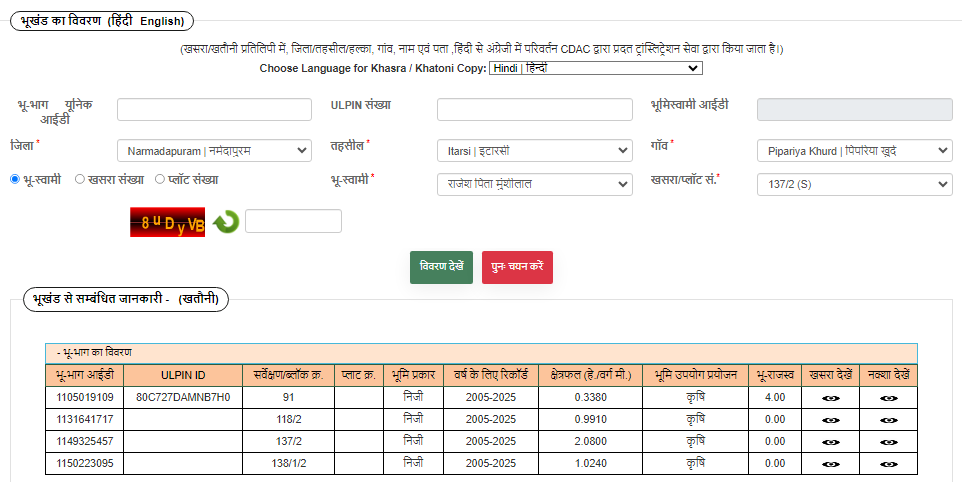 भूखंड का विवरण (हिंदी English)
(खसरा/खतौनी प्रतिलिपी में, जिला/तहसील/हल्का, गांव, नाम एवं पता ,हिंदी से अंग्रेजी में परिवर्तन CDAC द्वारा प्रदत ट्रांस्लिट्रेशन सेवा द्वारा किया जाता है।)
Choose Language for Khasra / Khatoni Copy: Hindi | हिन्दी
भू-भाग यूनिक आईडी ULPIN संख्या भूमिस्वामी आईडी
जिला * Narmadapuram | नर्मदापुरम तहसील * Itarsi | इटारसी गाँव * Pipariya Khurd | पिपरिया खुर्द
भू-स्वामी खसरा संख्या प्लॉट संख्या भू-स्वामी * राजेश पिता मुंशीलाल खसरा/प्लॉट सं.* 137/2 (S)
8uDyVB
विवरण देखें पुनः चयन करें
भूखंड से सम्बंधित जानकारी - (खतौनी)
- भू-भाग का विवरण
भू-भाग आईडी ULPIN ID सर्वेक्षण/ब्लॉक क्र. प्लाट क्र. भूमि प्रकार वर्ष के लिए रिकॉर्ड क्षेत्रफल (हे./वर्ग मी.) भूमि उपयोग प्रयोजन भू-राजस्व खसरा देखें नक्शा देखें
1105019109 80C727DAMNB7H0 91 निजी 2005-2025 0.3380 कृषि 4.00
1131641717 118/2 निजी 2005-2025 0.9910 कृषि 0.00
1149325457 137/2 निजी 2005-2025 2.0800 कृषि 0.00
1150223095 138/1/2 निजी 2005-2025 1.0240 कृषि 0.00